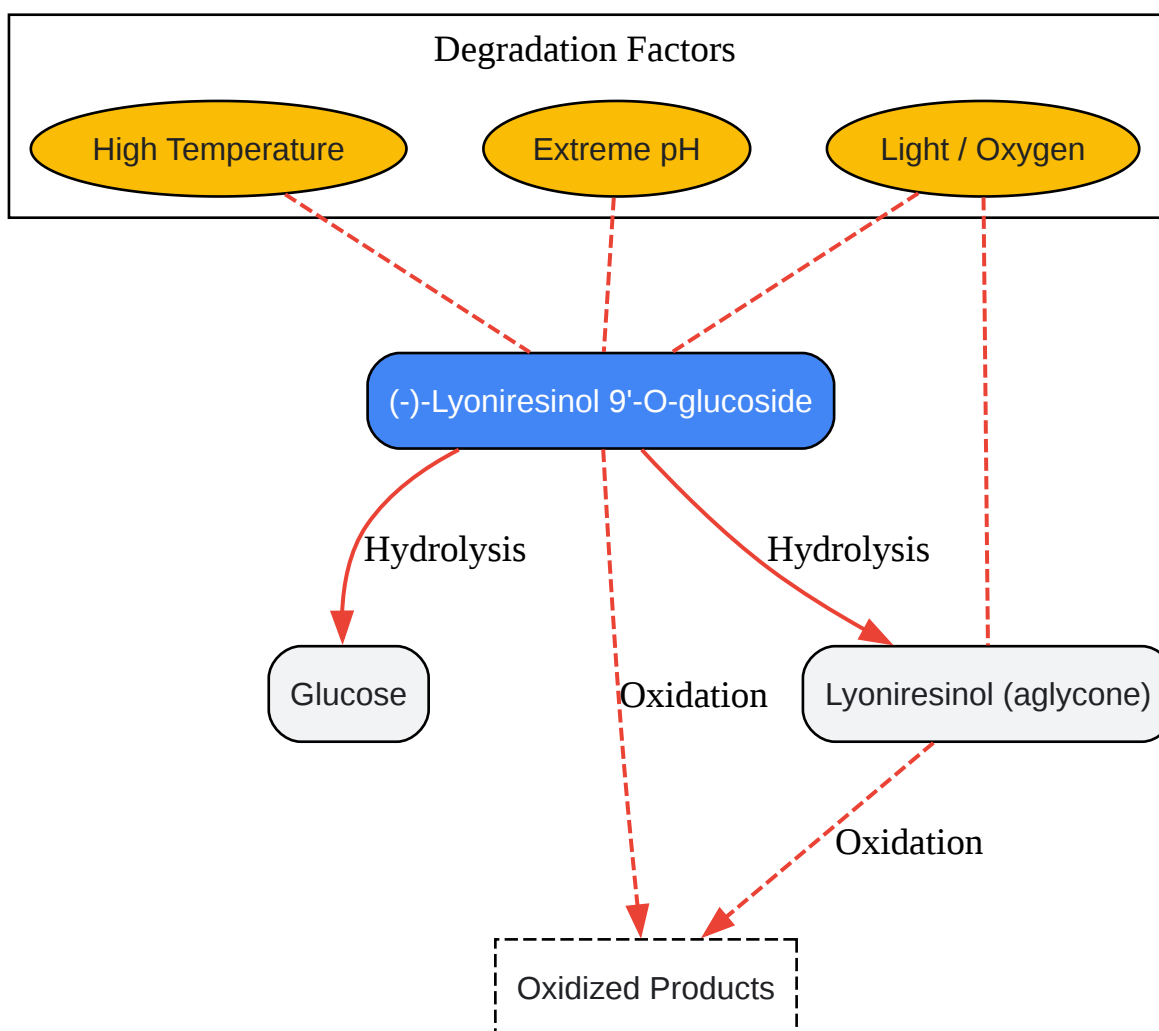 Degradation Factors
High Temperature
Extreme pH
Light / Oxygen
(-)-Lyoniresinol 9'-O-glucoside
Hydrolysis
Hydrolysis
Glucose
Oxidation
Lyoniresinol (aglycone)
Oxidation
Oxidized Products